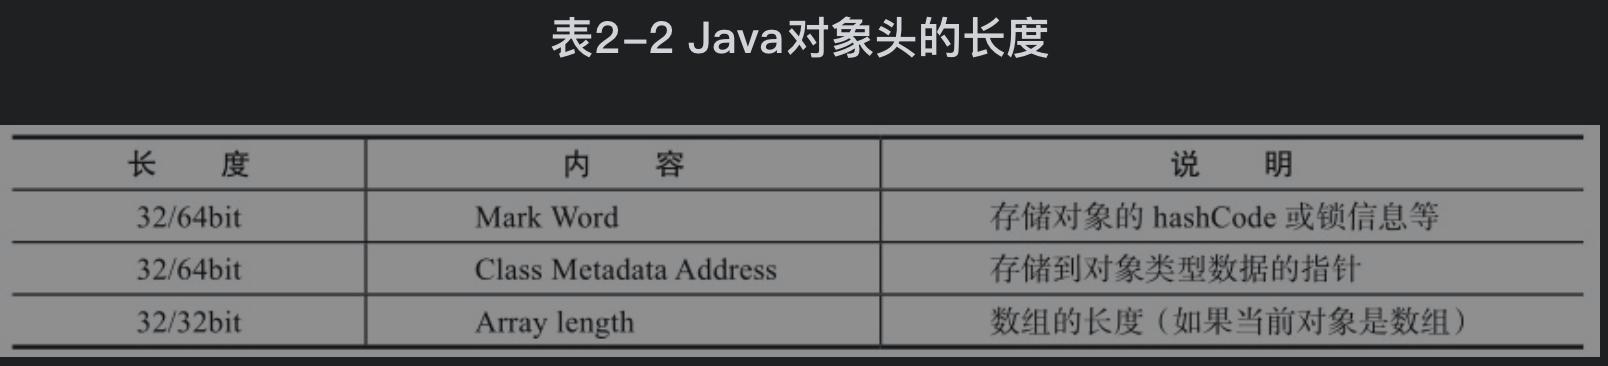 表2-2 Java对象头的长度
长 度 内 容 说 明
32/64bit Mark Word 存储对象的 hashCode 或锁信息等
32/64bit Class Metadata Address 存储到对象类型数据的指针
32/32bit Array length 数组的长度（如果当前对象是数组）